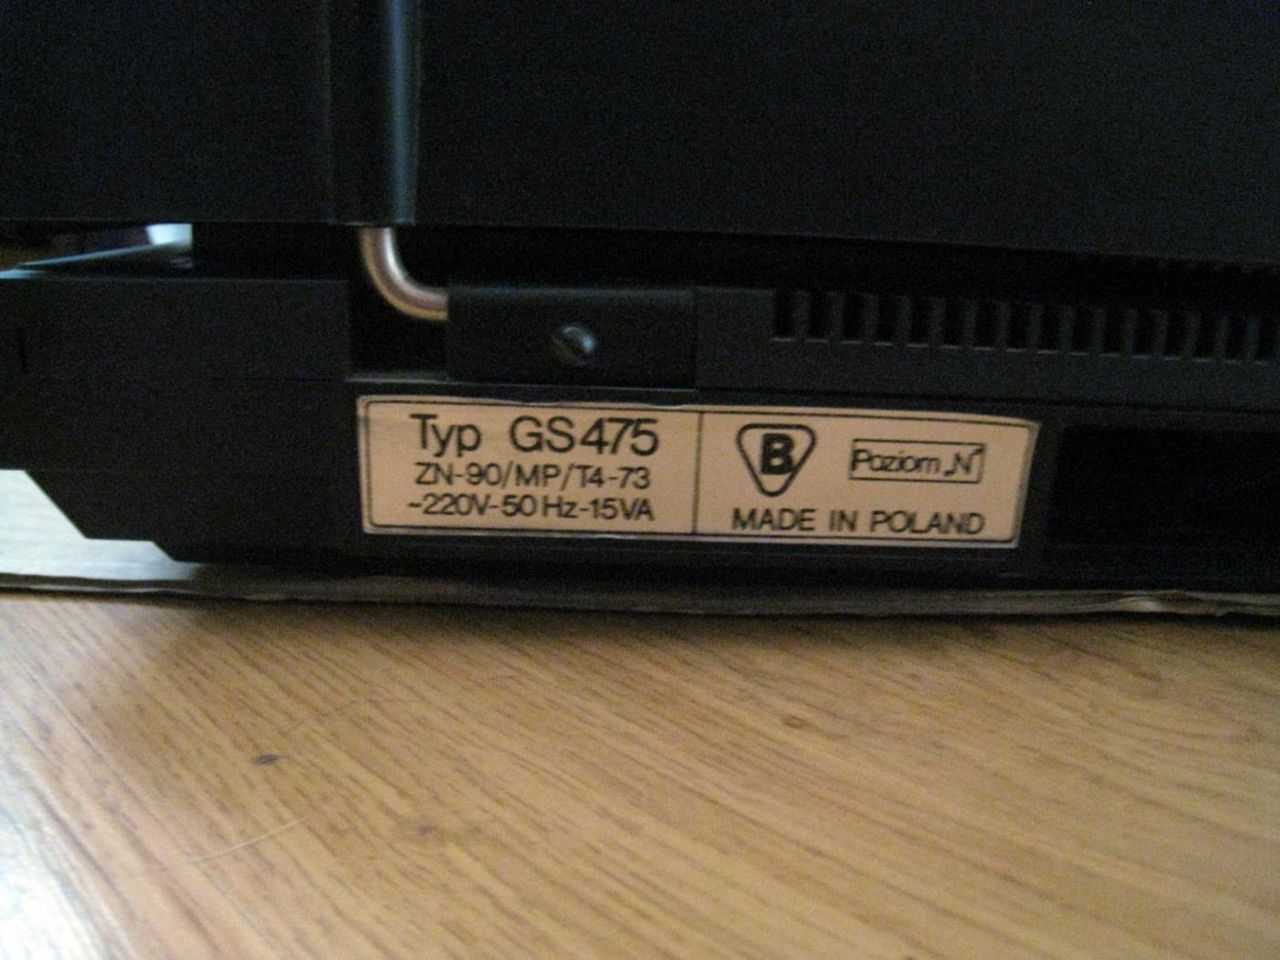 Typ GS475
ZN-90/MP/T4-73
~220V-50Hz-15VA
B
Poziom „N”
MADE IN POLAND